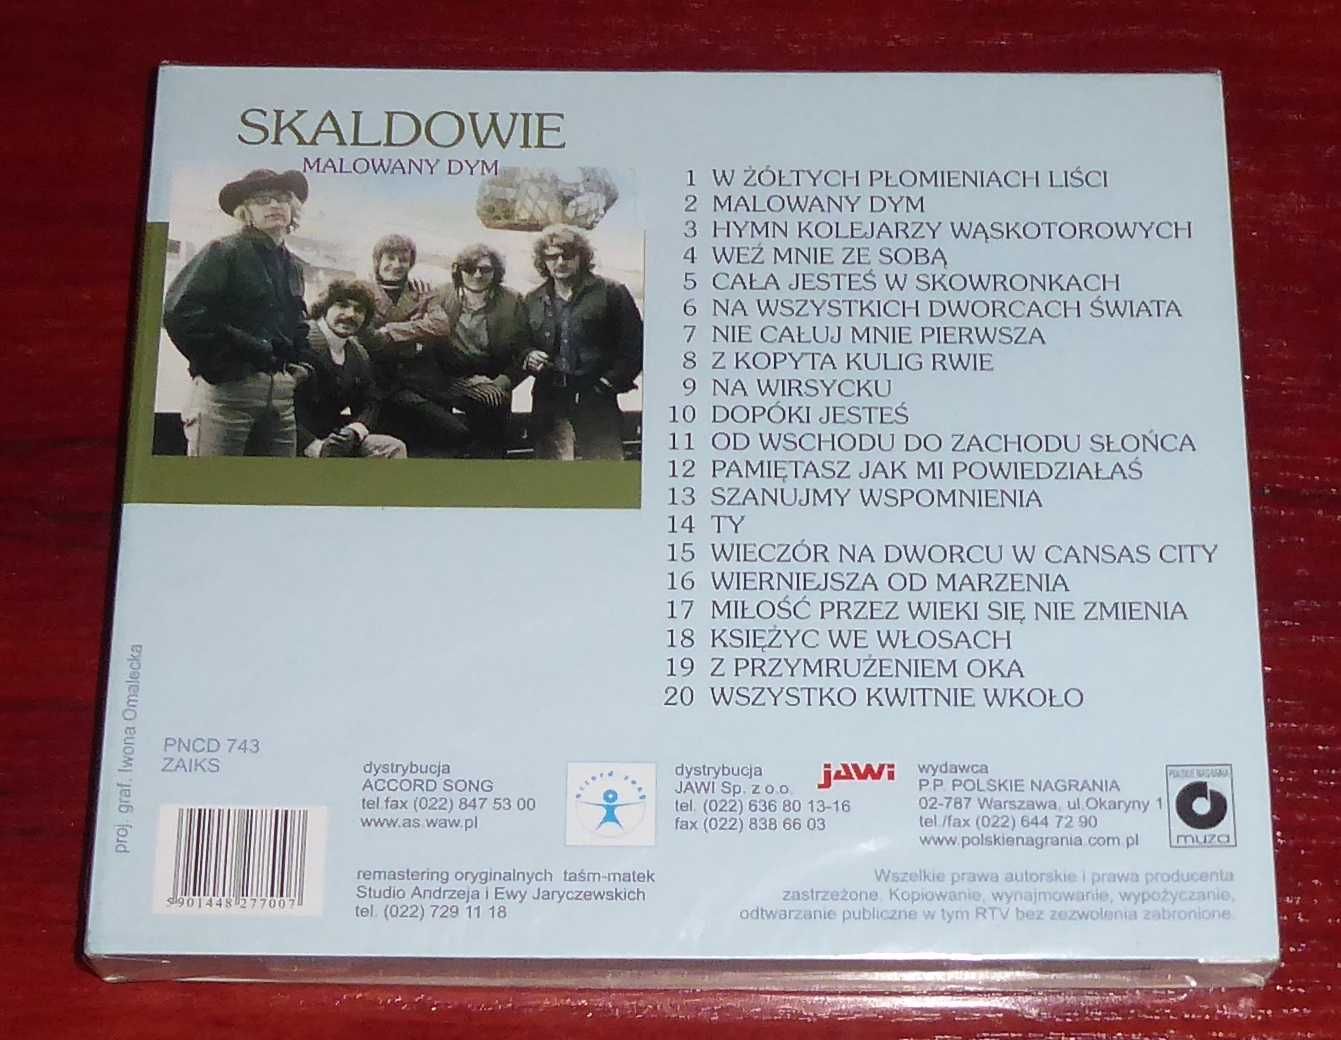 SKALDOWIE
MALOWANY DYM
1 W ŻÓŁTYCH PŁOMIENIACH LIŚCI
2 MALOWANY DYM
3 HYMN KOLEJARZY WĄSKOTOROWYCH
4 WEŹ MNIE ZE SOBĄ
5 CAŁA JESTEŚ W SKOWRONKACH
6 NA WSZYSTKICH DWORCACH ŚWIATA
7 NIE CAŁUJ MNIE PIERWSZA
8 Z KOPYTA KULIG RWIE
9 NA WIRSYCKU
10 DOPÓKI JESTEŚ
11 OD WSCHODU DO ZACHODU SŁOŃCA
12 PAMIĘTASZ JAK MI POWIEDZIAŁAŚ
13 SZANUJMY WSPOMNIENIA
14 TY
15 WIECZÓR NA DWORCU W CANSAS CITY
16 WIERNIEJSZA OD MARZENIA
17 MIŁOŚĆ PRZEZ WIEKI SIĘ NIE ZMIENIA
18 KSIĘŻYC WE WŁOSACH
19 Z PRZYMRUŻENIEM OKA
20 WSZYSTKO KWITNIE WKOŁO
proj. graf. Iwona Omalecka
PNCD 743
ZAIKS
5901448277007
dystrybucja
ACCORD SONG
tel.fax (022) 847 53 00
www.as.waw.pl
accord song
dystrybucja
JAWI Sp. z o.o.
tel. (022) 636 80 13-16
fax (022) 838 66 03
JAWI
wydawca
P.P. POLSKIE NAGRANIA
02-787 Warszawa, ul.Okaryny 1
tel./fax (022) 644 72 90
www.polskienagrania.com.pl
POLSKIE NAGRANIA
muza
remastering oryginalnych taśm-matek
Studio Andrzeja i Ewy Jaryczewskich
tel. (022) 729 11 18
Wszelkie prawa autorskie i prawa producenta
zastrzeżone. Kopiowanie, wynajmowanie, wypożyczanie,
odtwarzanie publiczne w tym RTV bez zezwolenia zabronione.